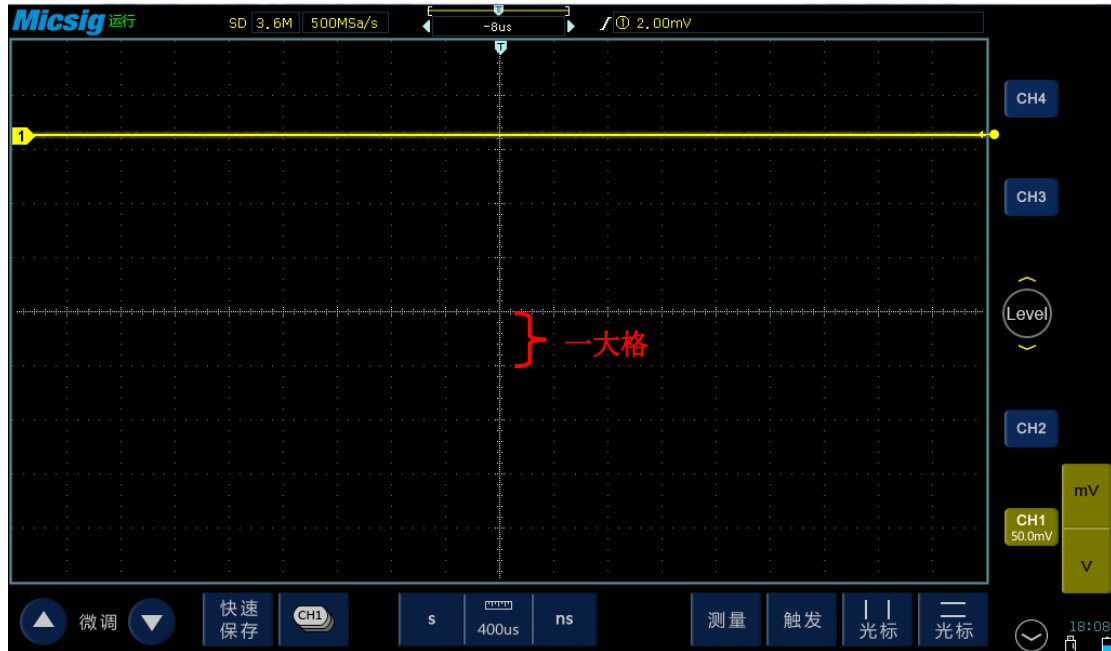 Micsig 运行 SD 3.6M 500MSa/s -8us ① 2.00mV
T
T
CH4
1
CH3
Level
一大格
CH2
mV
CH1
50.0mV
V
微调
快速
保存
CH1
s
400us
ns
测量
触发
光标
光标
18:08